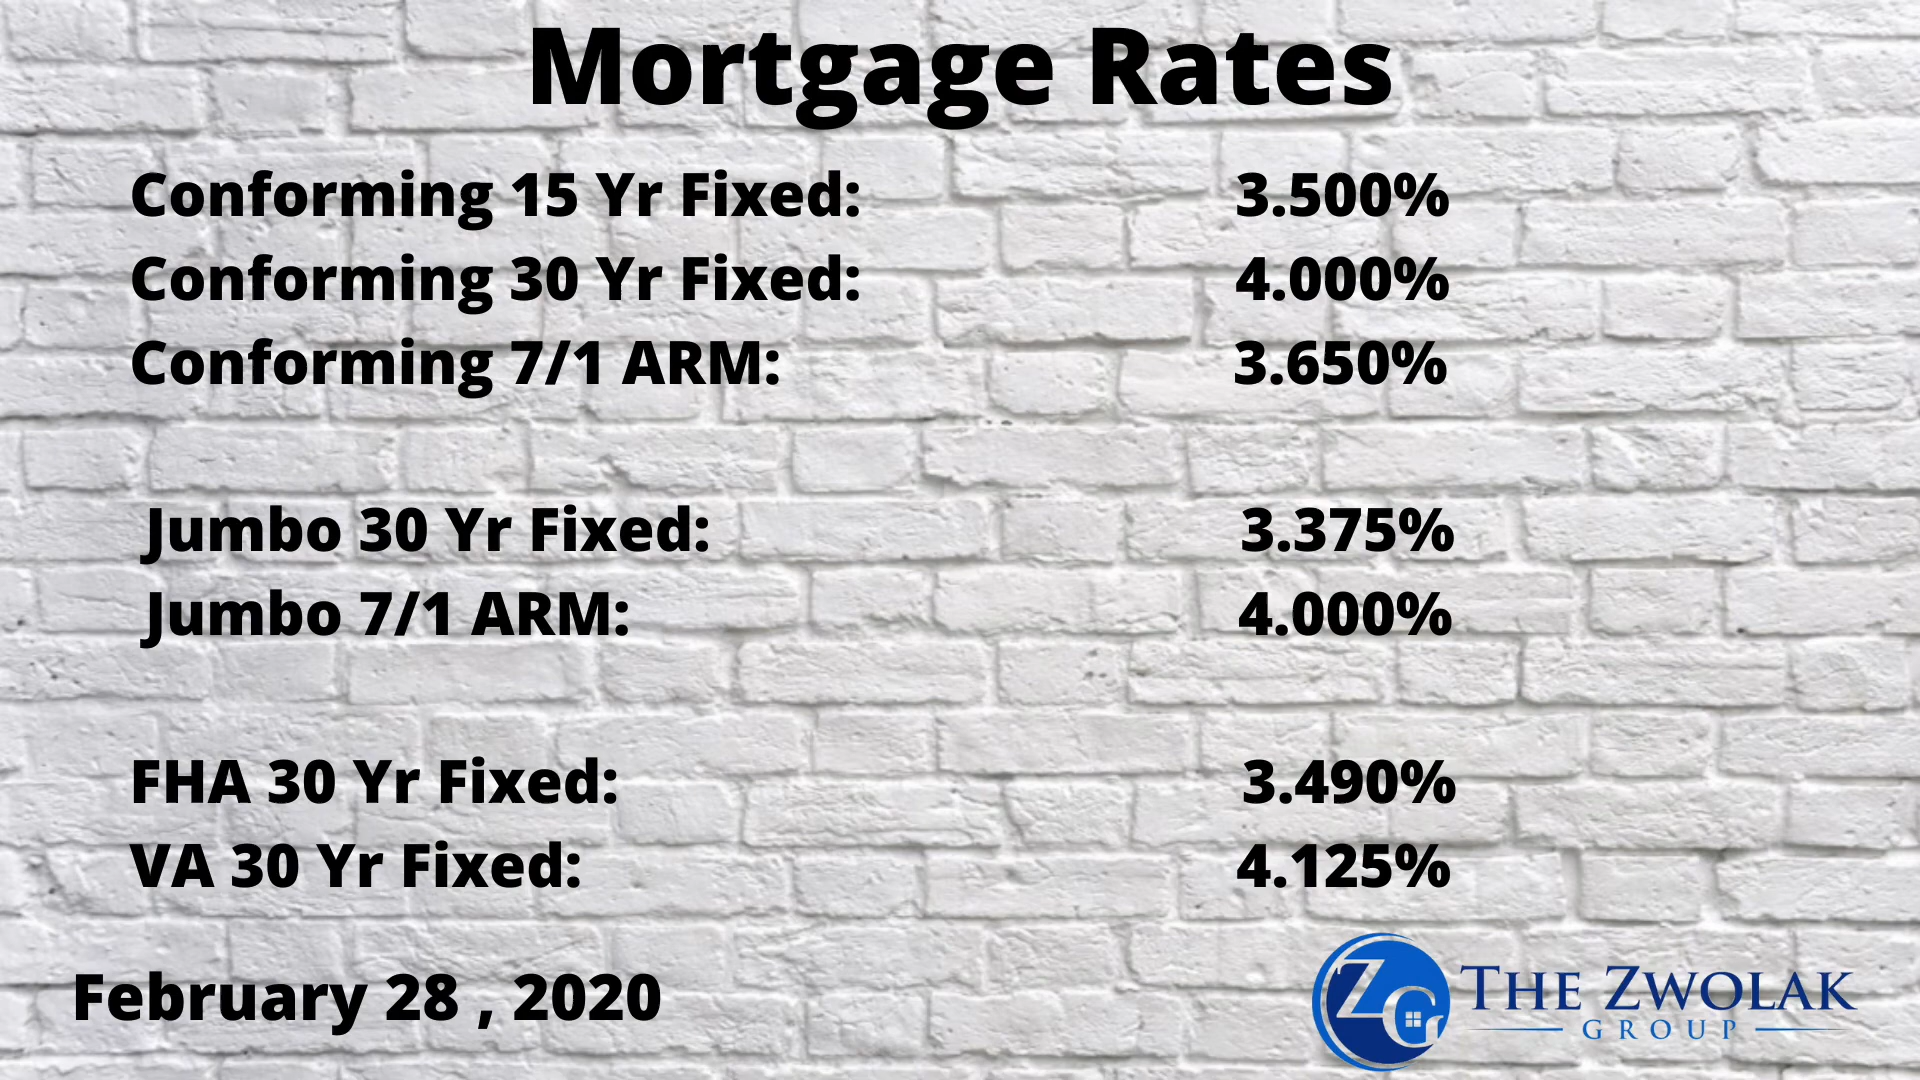 Mortgage Rates
Conforming 15 Yr Fixed: 3.500%
Conforming 30 Yr Fixed: 4.000%
Conforming 7/1 ARM: 3.650%
Jumbo 30 Yr Fixed: 3.375%
Jumbo 7/1 ARM: 4.000%
FHA 30 Yr Fixed: 3.490%
VA 30 Yr Fixed: 4.125%
February 28 , 2020
ZG THE ZWOLAK
GROUP